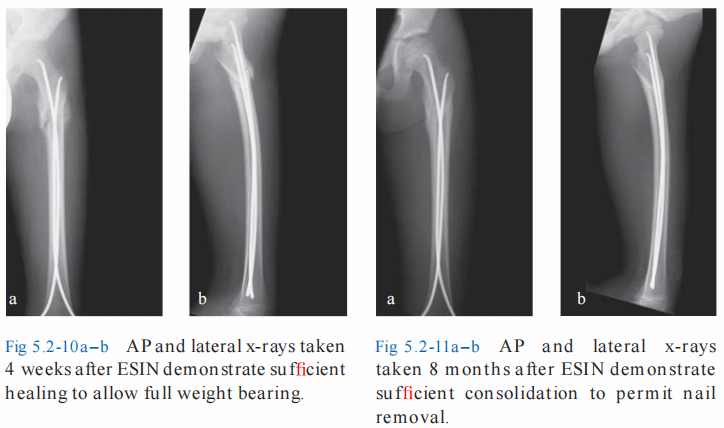 a
b
a
b
Fig 5.2-10a–b AP and lateral x-rays taken
4 weeks after ESIN demonstrate sufficient
healing to allow full weight bearing.
Fig 5.2-11a–b AP and lateral x-rays
taken 8 months after ESIN demonstrate
sufficient consolidation to permit nail
removal.